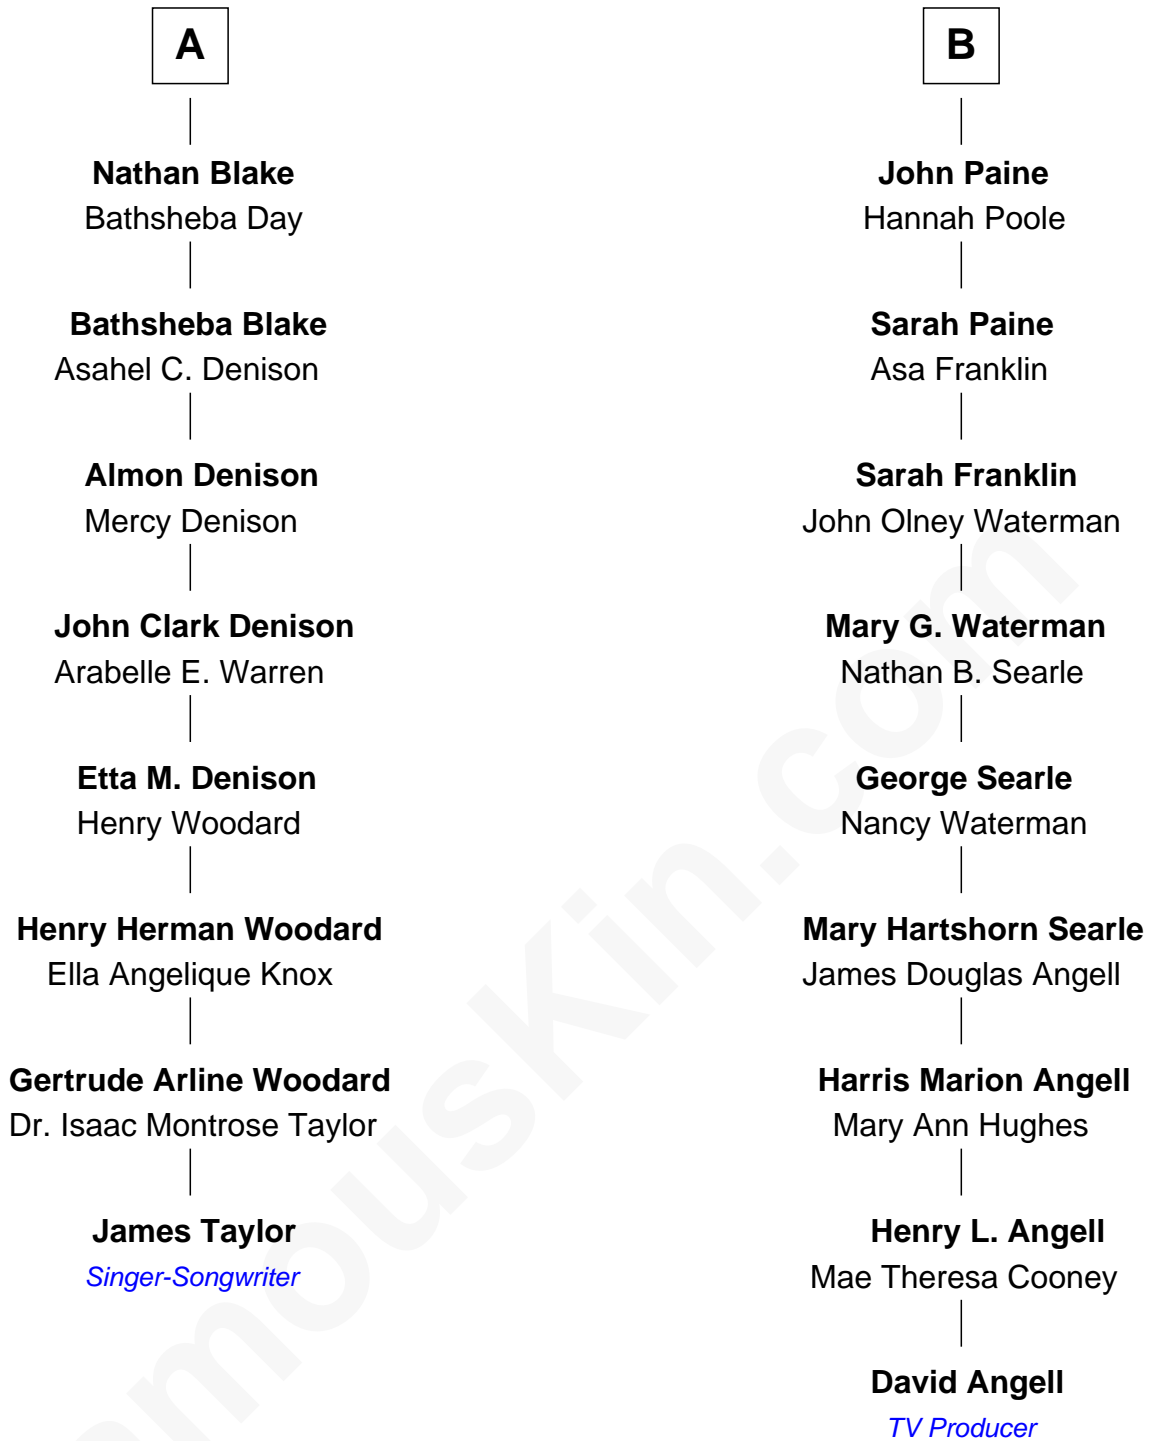 A
B
Nathan Blake
Bathsheba Day
John Paine
Hannah Poole
Bathsheba Blake
Asahel C. Denison
Sarah Paine
Asa Franklin
Almon Denison
Mercy Denison
Sarah Franklin
John Olney Waterman
John Clark Denison
Arabelle E. Warren
Mary G. Waterman
Nathan B. Searle
Etta M. Denison
Henry Woodard
George Searle
Nancy Waterman
Henry Herman Woodard
Ella Angelique Knox
Mary Hartshorn Searle
James Douglas Angell
Gertrude Arline Woodard
Dr. Isaac Montrose Taylor
Harris Marion Angell
Mary Ann Hughes
James Taylor
Singer-Songwriter
Henry L. Angell
Mae Theresa Cooney
David Angell
TV Producer
amouskin.com